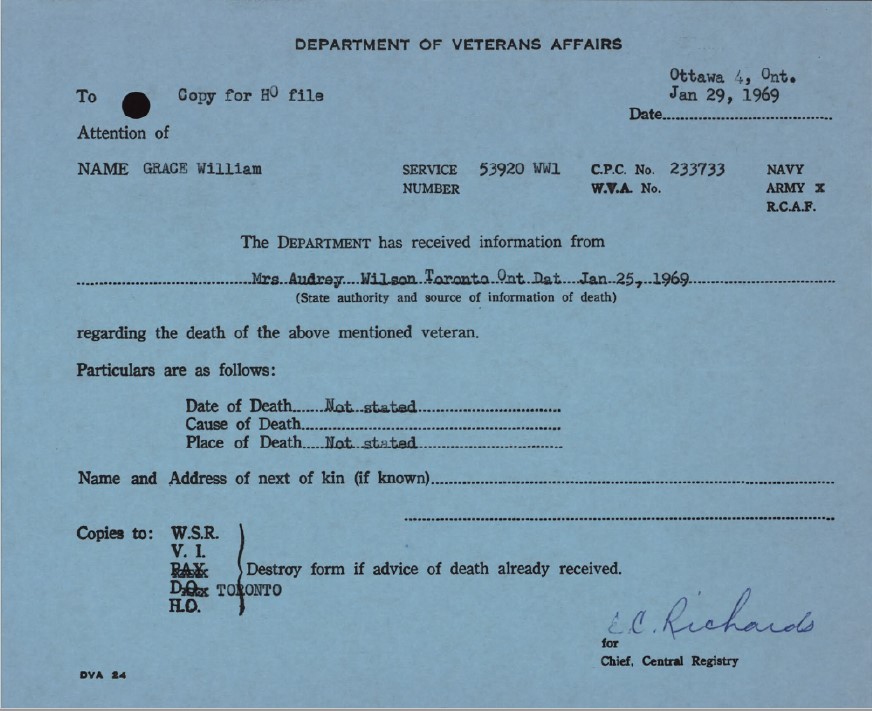 DEPARTMENT OF VETERANS AFFAIRS
Ottawa 4, Ont.
To Copy for HO file Jan 29, 1969
Date
Attention of
NAME GRACE William SERVICE NUMBER 53920 WW1 C.P.C. No. 233733 NAVY
W.V.A. No. ARMY x
R.C.A.F.
The DEPARTMENT has received information from
Mrs Audrey Wilson Toronto Ont Dat Jan 25, 1969
(State authority and source of information of death)
regarding the death of the above mentioned veteran.
Particulars are as follows:
Date of Death Not stated
Cause of Death
Place of Death Not stated
Name and Address of next of kin (if known)
Copies to: W.S.R.
V. I.
PAY Destroy form if advice of death already received.
D.O. TORONTO
H.O.
E.C. Richards
for
Chief, Central Registry
DVA 24